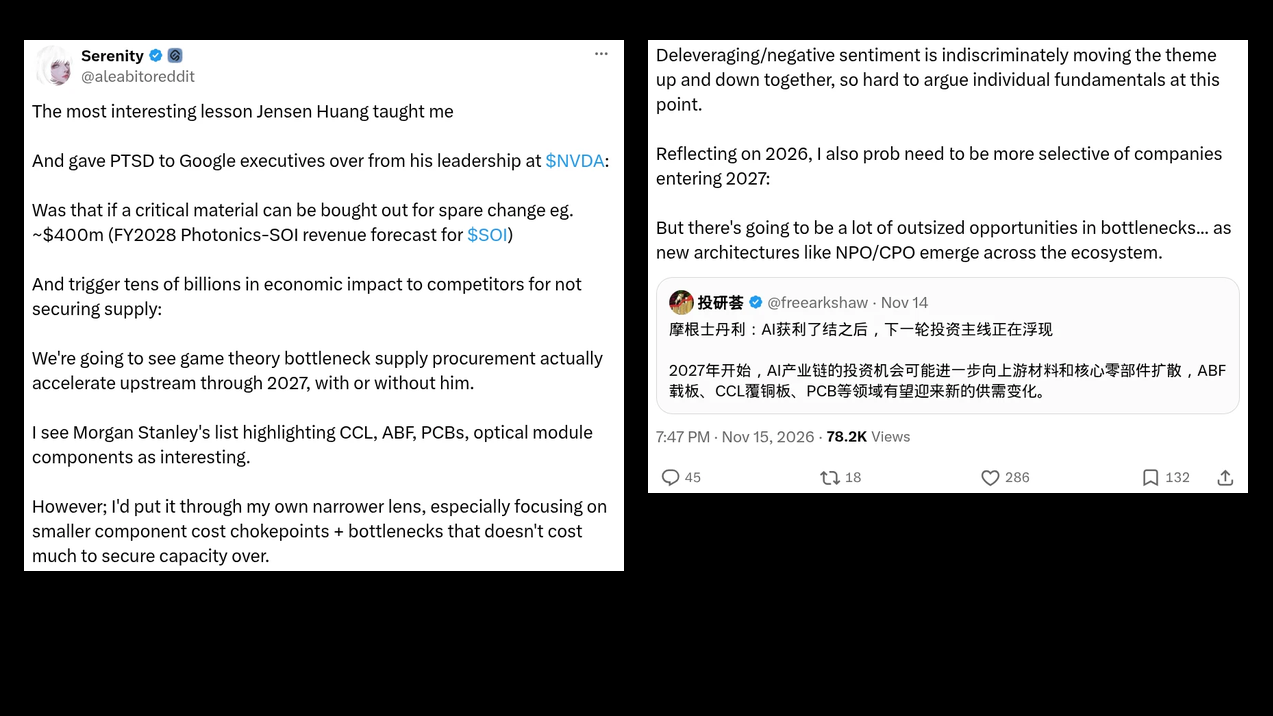 Serenity
@aleabitoreddit
The most interesting lesson Jensen Huang taught me
And gave PTSD to Google executives over from his leadership at $NVDA:
Was that if a critical material can be bought out for spare change eg.
~$400m (FY2028 Photonics-SOI revenue forecast for $SOI)
And trigger tens of billions in economic impact to competitors for not
securing supply:
We're going to see game theory bottleneck supply procurement actually
accelerate upstream through 2027, with or without him.
I see Morgan Stanley's list highlighting CCL, ABF, PCBs, optical module
components as interesting.
However; I'd put it through my own narrower lens, especially focusing on
smaller component cost chokepoints + bottlenecks that doesn't cost
much to secure capacity over.
Deleveraging/negative sentiment is indiscriminately moving the theme
up and down together, so hard to argue individual fundamentals at this
point.
Reflecting on 2026, I also prob need to be more selective of companies
entering 2027:
But there's going to be a lot of outsized opportunities in bottlenecks... as
new architectures like NPO/CPO emerge across the ecosystem.
投研荟 @freearkshaw · Nov 14
摩根士丹利：AI获利了结之后，下一轮投资主线正在浮现
2027年开始，AI产业链的投资机会可能进一步向上游材料和核心零部件扩散，ABF
载板、CCL覆铜板、PCB等领域有望迎来新的供需变化。
7:47 PM · Nov 15, 2026 · 78.2K Views
45 18 286 132